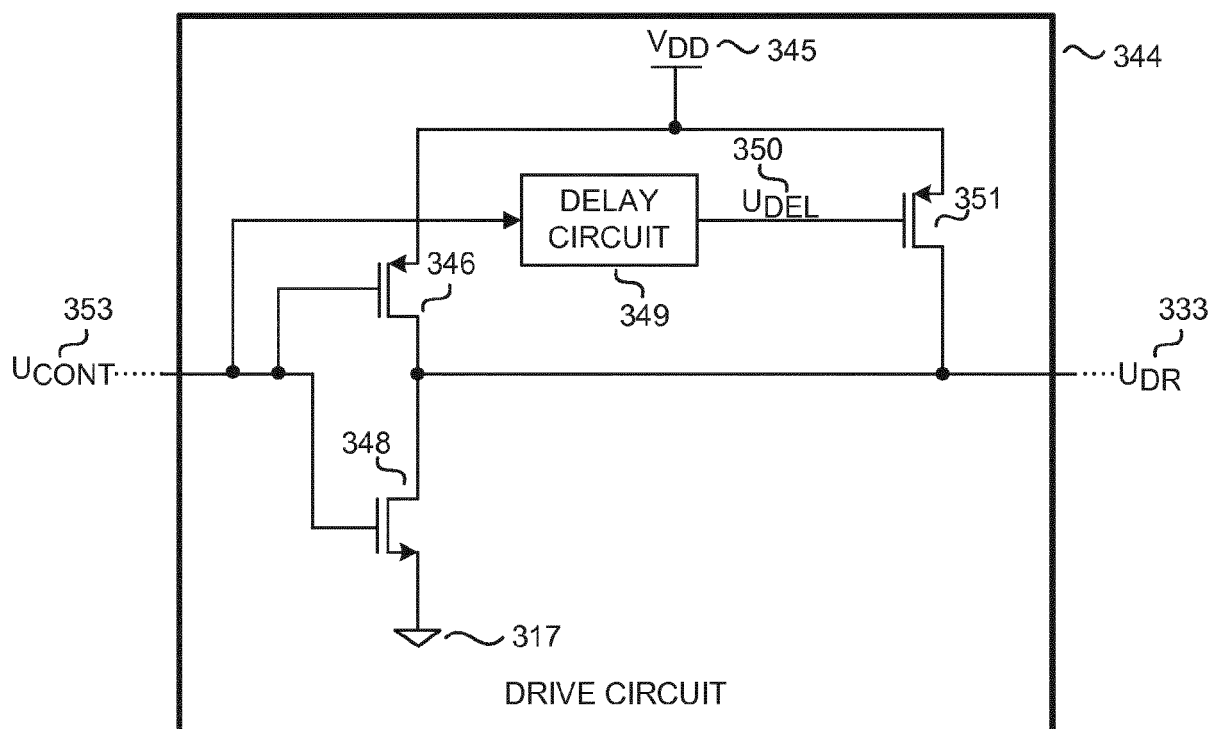 VDD
345
344
350
DELAY
CIRCUIT
UDEL
351
346
349
353
333
UCONT
UDR
348
317
DRIVE CIRCUIT